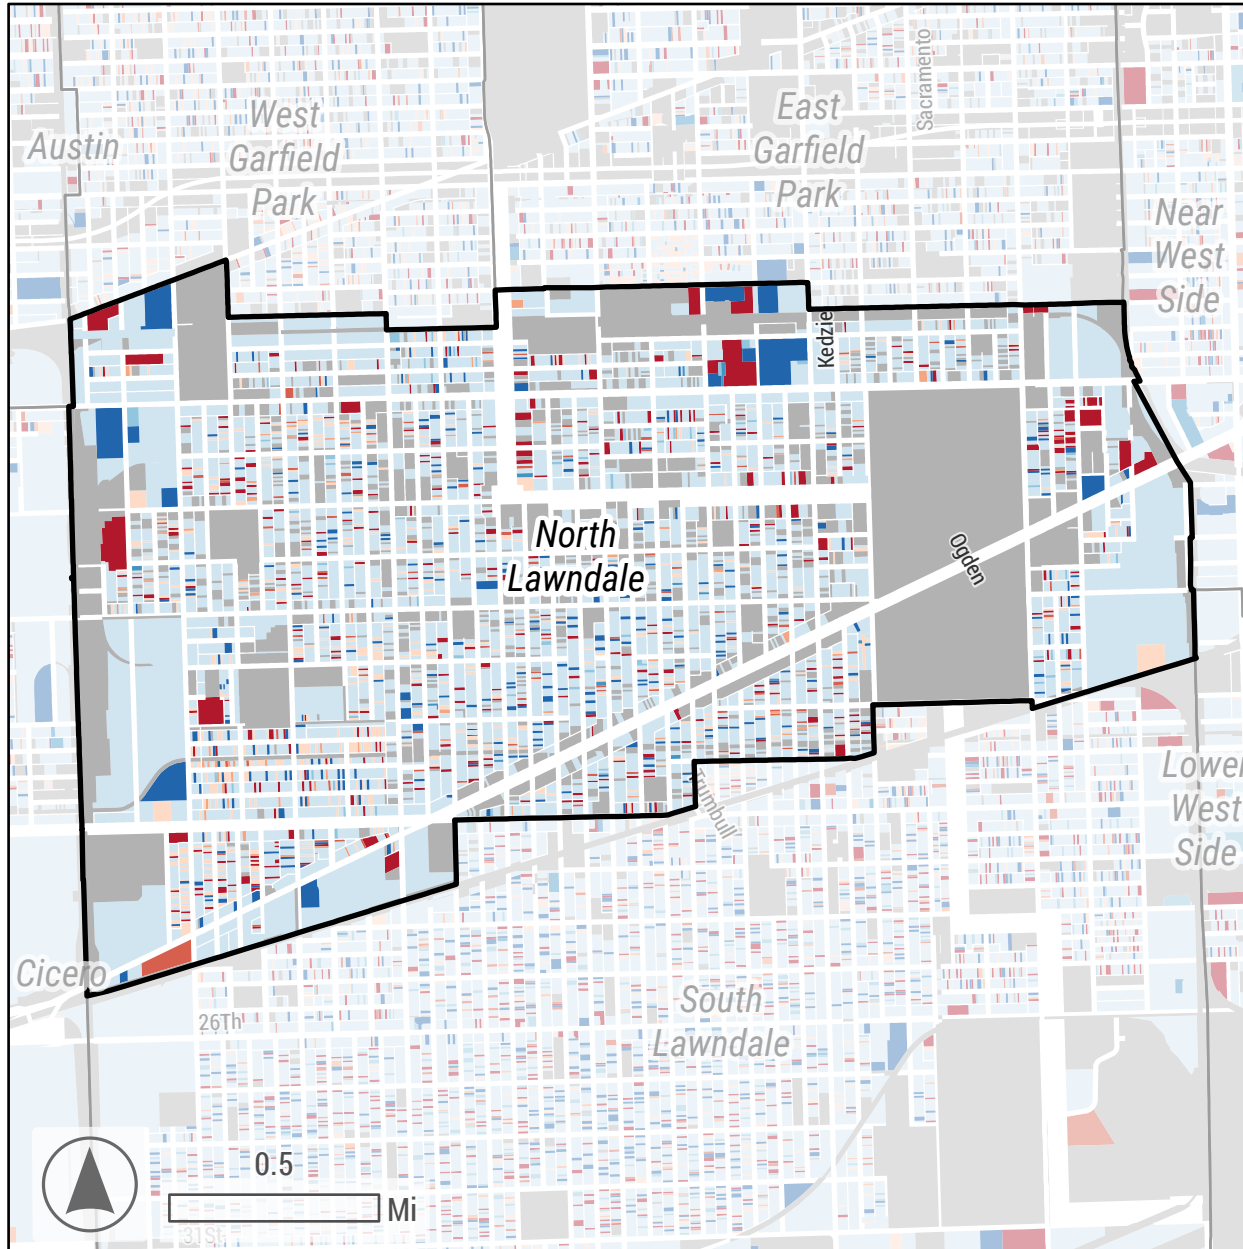 Sacramento
West
Garfield
Park
East
Garfield
Park
Austin
Near
West
Side
Kedzie
North
Lawndale
Ogden
Trumbull
Lower
West
Side
Cicero
South
Lawndale
26Th
0.5
Mi
31St